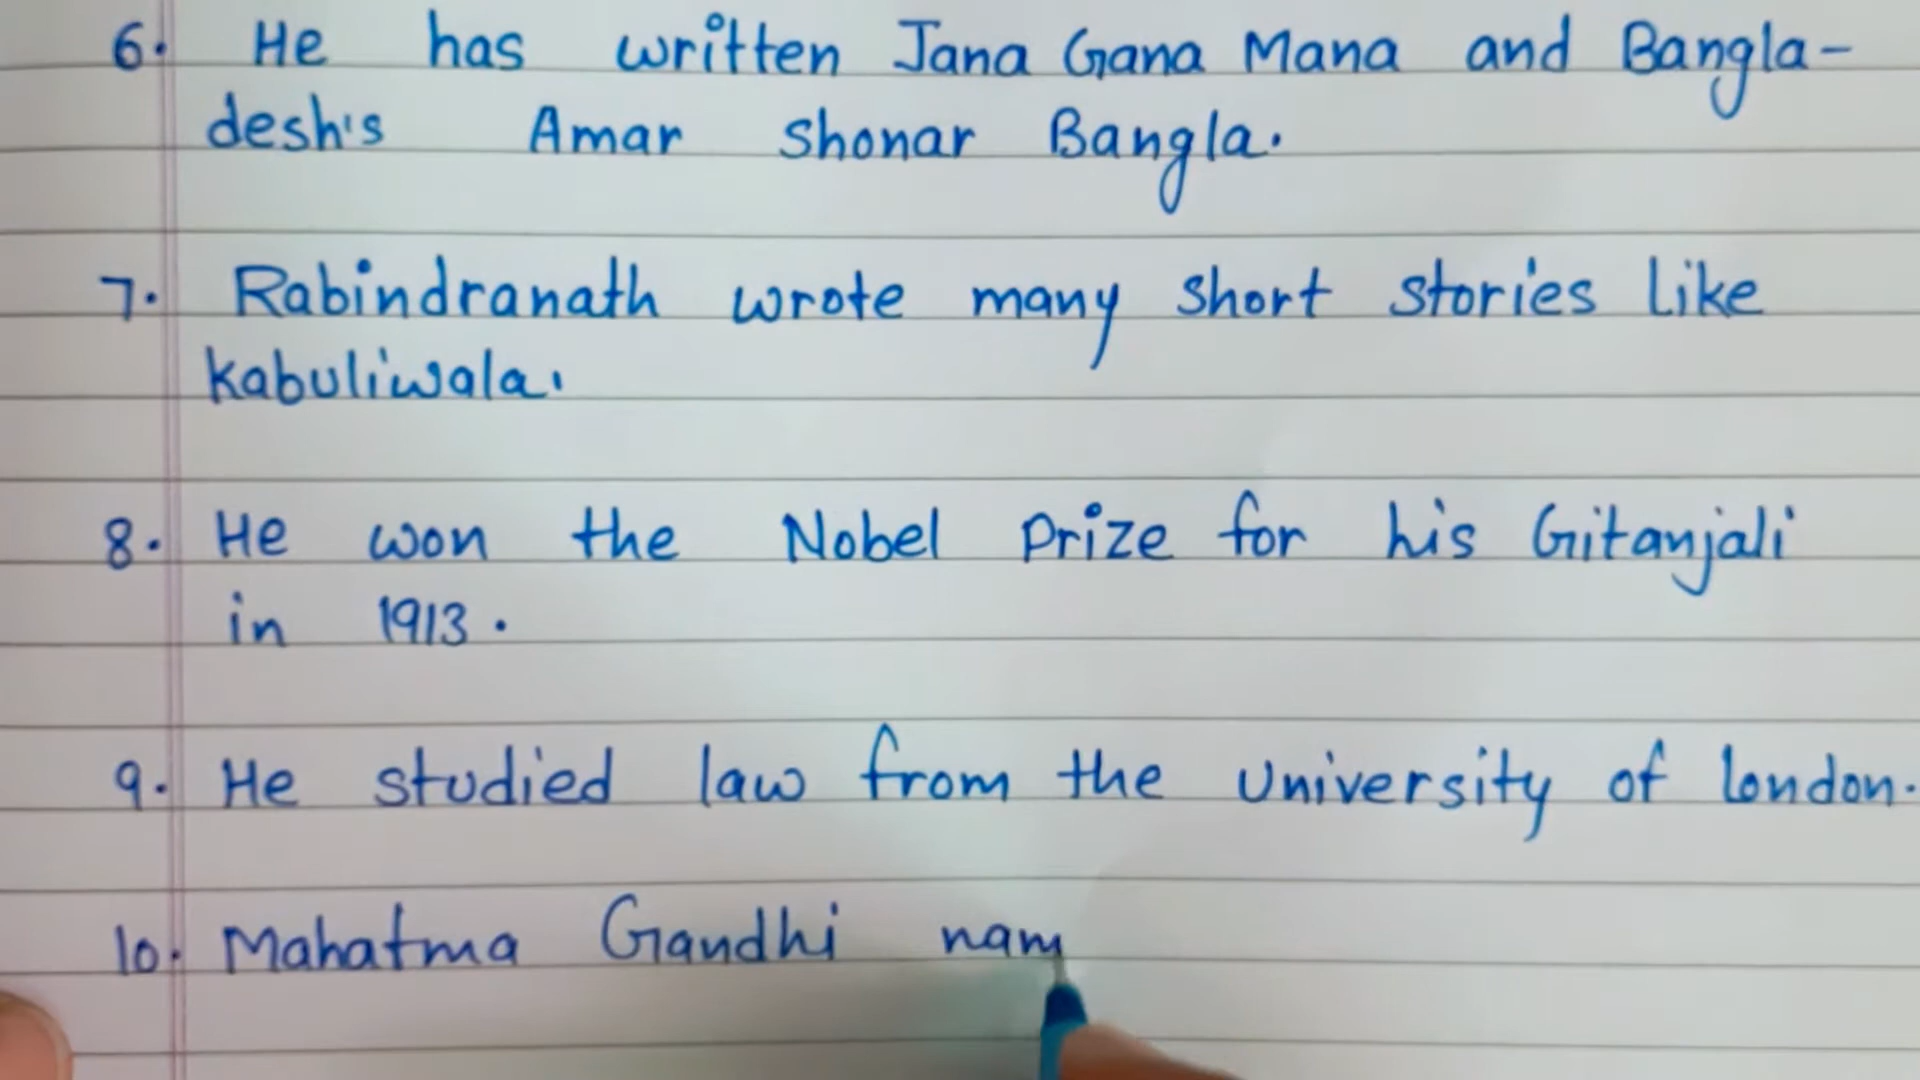 6. He has written Jana Gana Mana and Bangla-
desh's Amar Shonar Bangla.
7. Rabindranath wrote many short stories like
kabuliwala.
8. He won the Nobel Prize for his Gitanjali
in 1913.
9. He studied law from the University of London.
10. Mahatma Gandhi nam